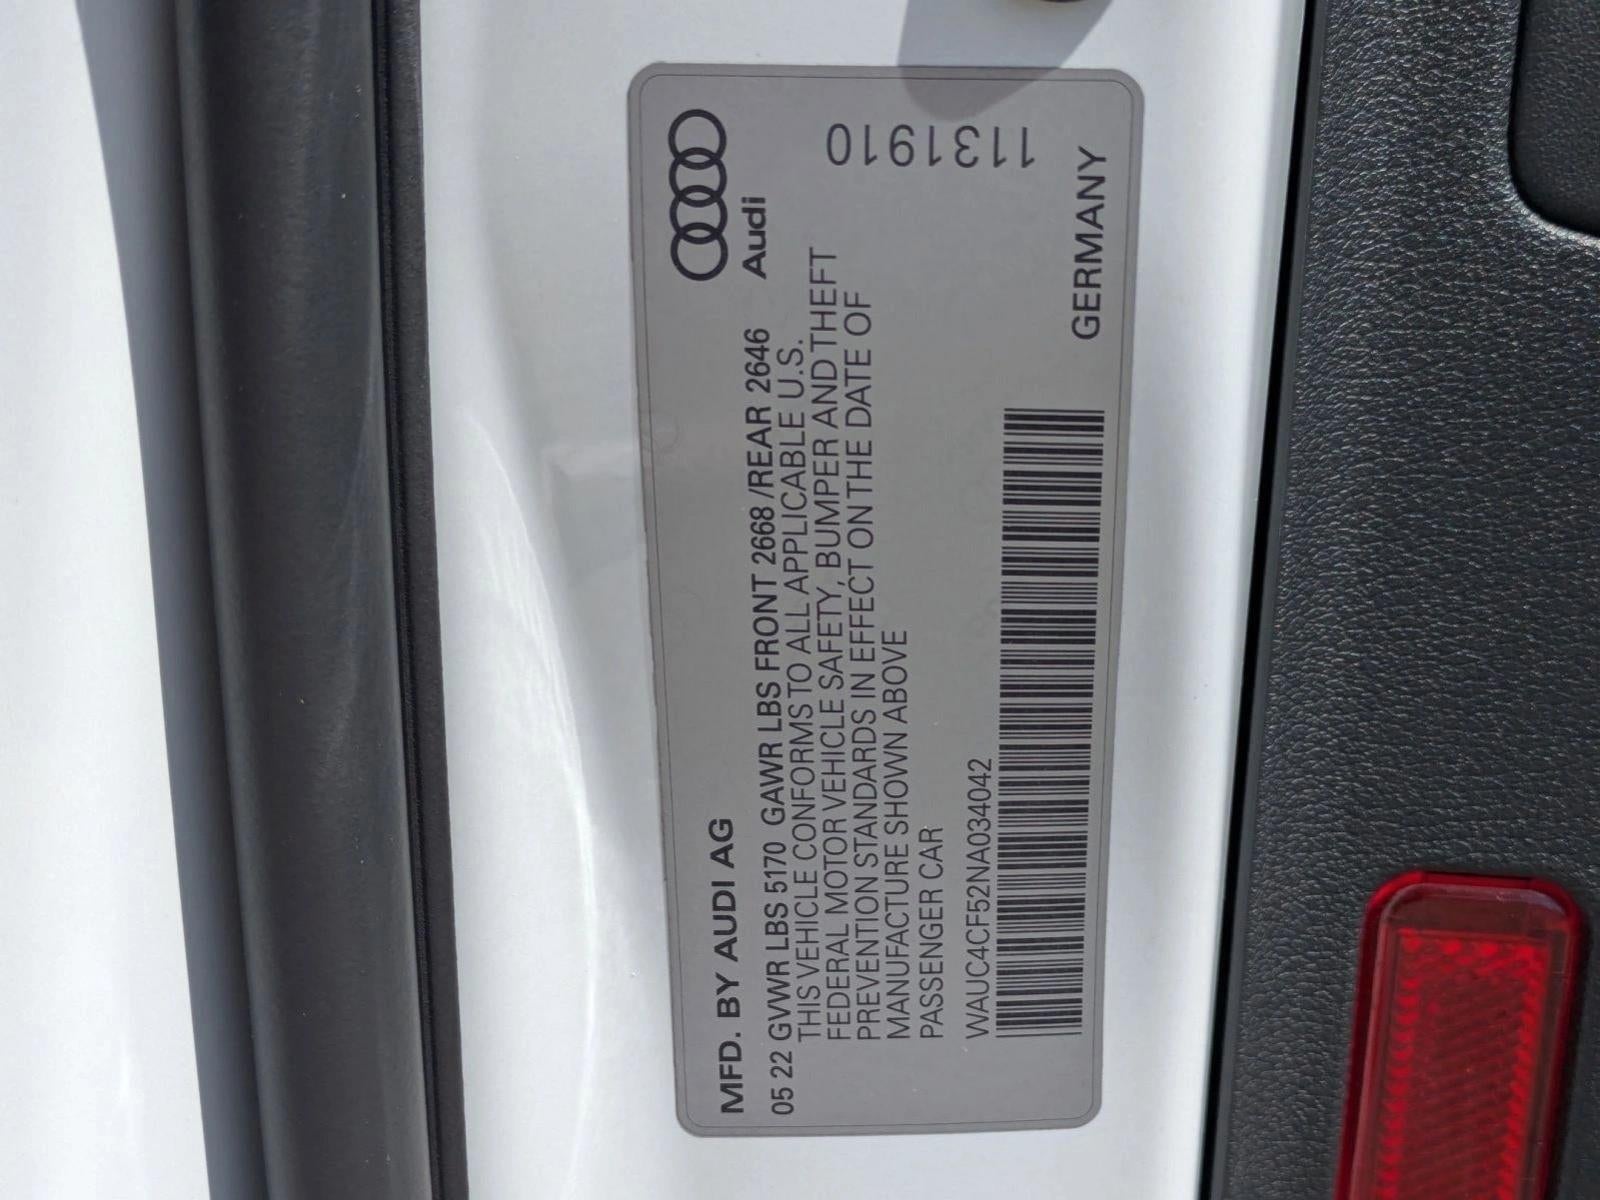 Audi
MFD. BY AUDI AG
05 22 GVWR LBS 5170 GAWR LBS FRONT 2668 /REAR 2646
THIS VEHICLE CONFORMS TO ALL APPLICABLE U.S.
FEDERAL MOTOR VEHICLE SAFETY, BUMPER AND THEFT
PREVENTION STANDARDS IN EFFECT ON THE DATE OF
MANUFACTURE SHOWN ABOVE
PASSENGER CAR
1131910
WAUC4CF52NA034042
GERMANY